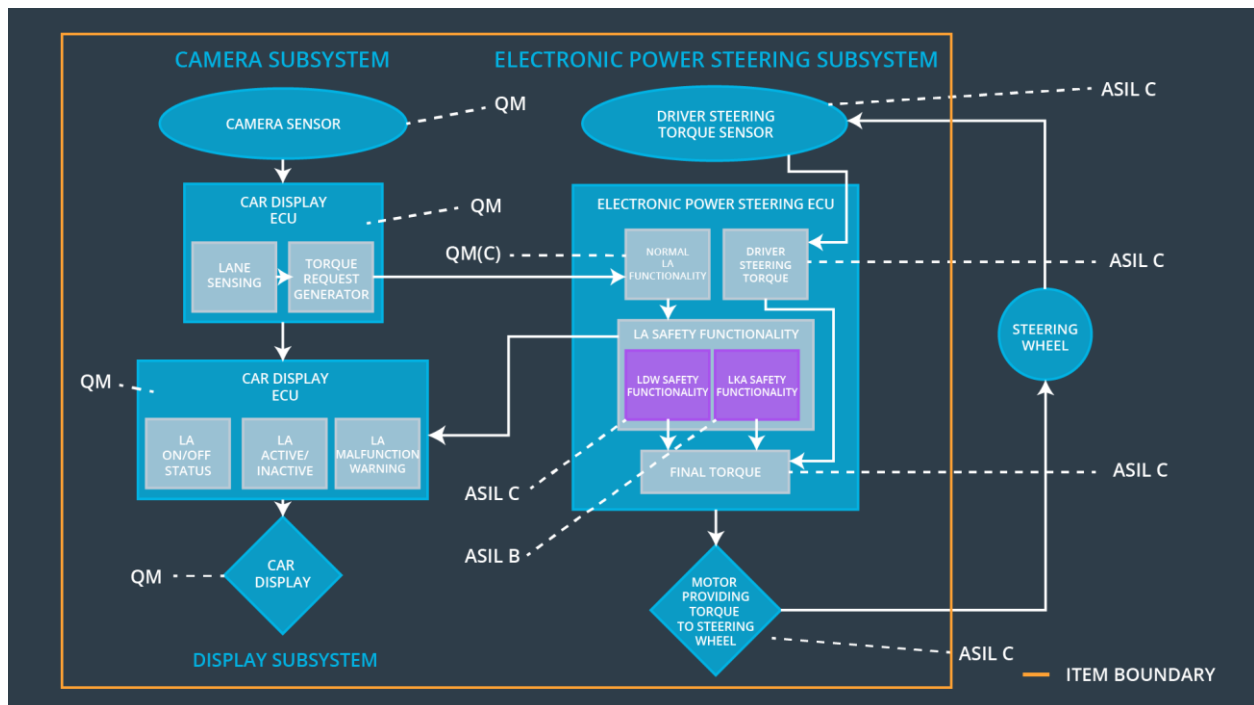 CAMERA SUBSYSTEM
ELECTRONIC POWER STEERING SUBSYSTEM
CAMERA SENSOR
QM
DRIVER STEERING
TORQUE SENSOR
ASIL C
CAR DISPLAY
ECU
QM
LANE
SENSING
TORQUE
REQUEST
GENERATOR
ELECTRONIC POWER STEERING ECU
QM(C)
NORMAL
LA
FUNCTIONALITY
DRIVER
STEERING
TORQUE
ASIL C
STEERING
WHEEL
LA SAFETY FUNCTIONALITY
LDW SAFETY
FUNCTIONALITY
LKA SAFETY
FUNCTIONALITY
QM
CAR DISPLAY
ECU
LA
ON/OFF
STATUS
LA
ACTIVE/
INACTIVE
LA
MALFUNCTION
WARNING
FINAL TORQUE
ASIL C
ASIL C
ASIL B
QM
CAR
DISPLAY
MOTOR
PROVIDING
TORQUE
TO STEERING
WHEEL
ASIL C
DISPLAY SUBSYSTEM
ITEM BOUNDARY